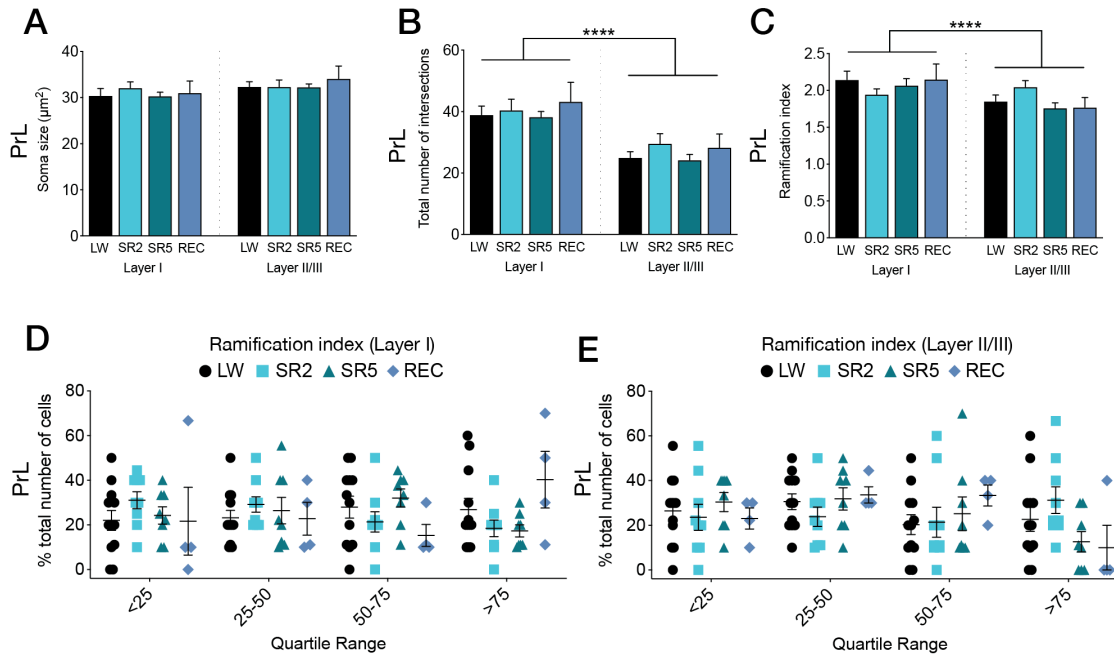 A
PrL
Soma size (µm²)
40
30
20
10
0
LW SR2 SR5 REC LW SR2 SR5 REC
Layer I Layer II/III
B
****
PrL
Total number of intersections
60
40
20
0
LW SR2 SR5 REC LW SR2 SR5 REC
Layer I Layer II/III
C
****
PrL
Ramification index
2.5
2.0
1.5
1.0
0.5
0.0
LW SR2 SR5 REC LW SR2 SR5 REC
Layer I Layer II/III
D
Ramification index (Layer I)
LW SR2 SR5 REC
PrL
% total number of cells
80
60
40
20
0
<25 25-50 50-75 >75
Quartile Range
E
Ramification index (Layer II/III)
LW SR2 SR5 REC
PrL
% total number of cells
80
60
40
20
0
<25 25-50 50-75 >75
Quartile Range